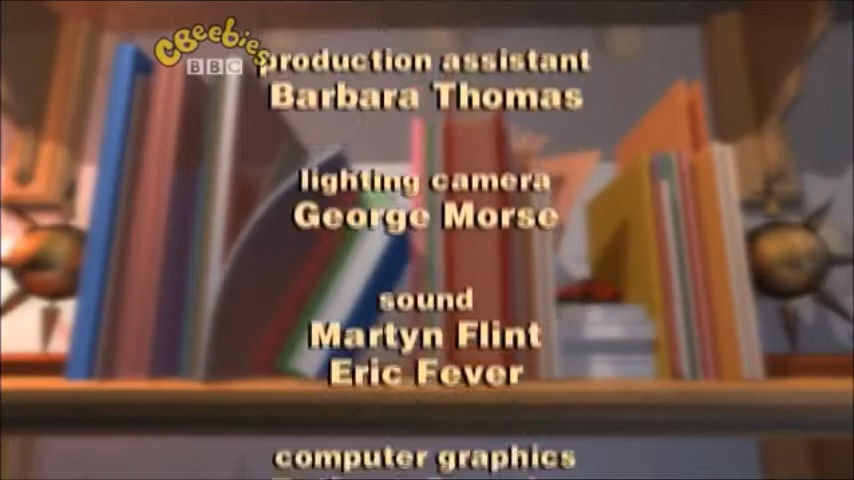 CBeebies
BBC
production assistant
Barbara Thomas
lighting camera
George Morse
sound
Martyn Flint
Eric Fever
computer graphics